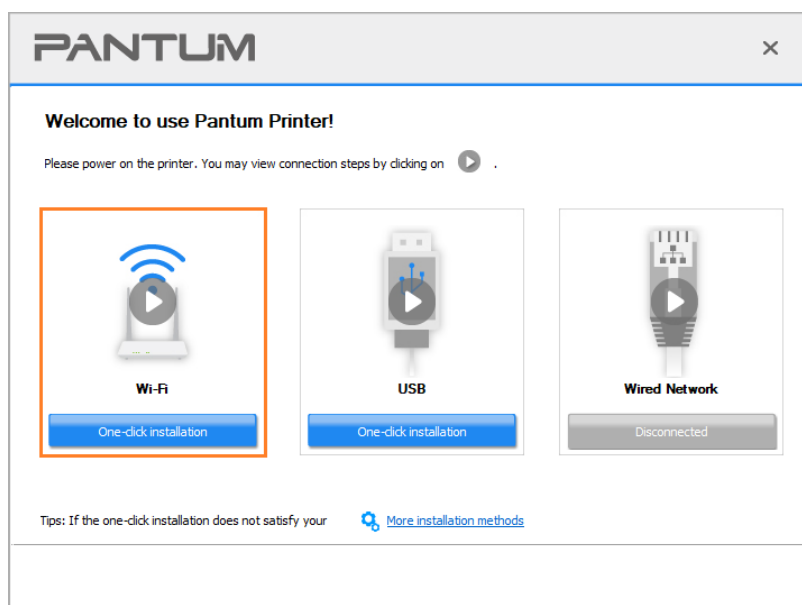 PANTUM
Welcome to use Pantum Printer!
Please power on the printer. You may view connection steps by clicking on .
Wi-Fi
One-click installation
USB
One-click installation
Wired Network
Disconnected
Tips: If the one-click installation does not satisfy your More installation methods